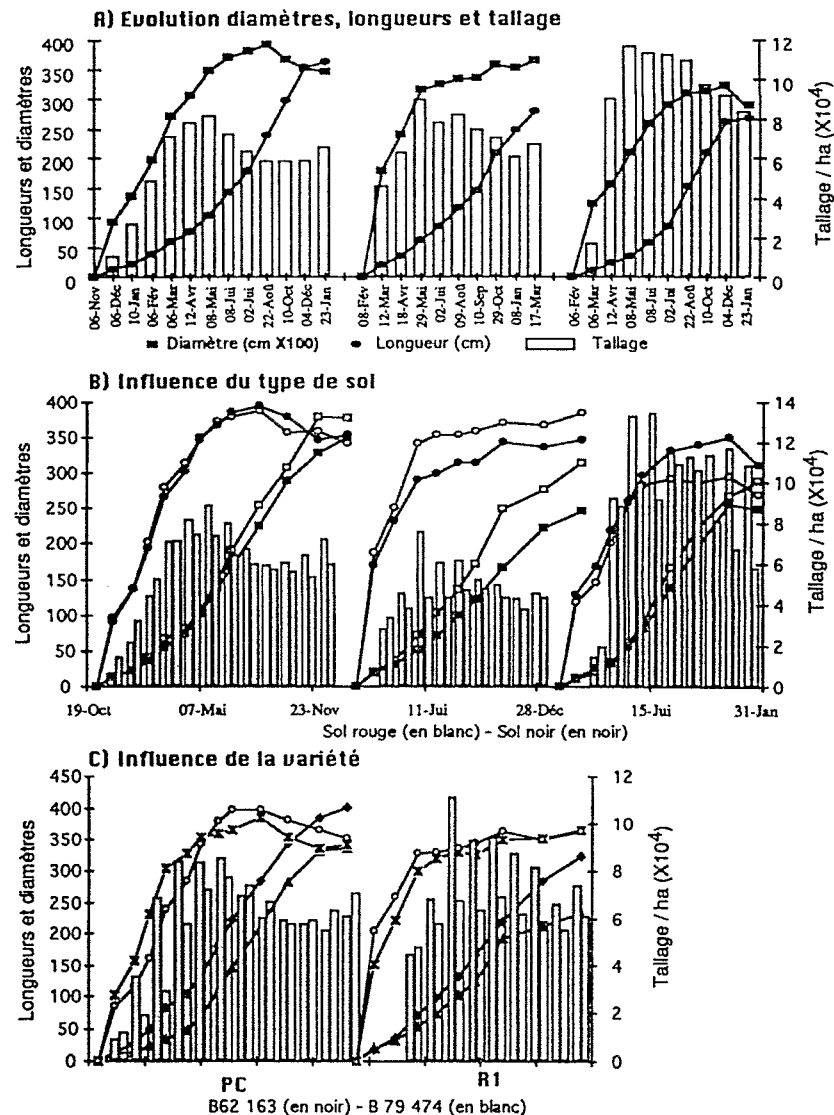 A) Evolution diamètres, longueurs et tallage
Longueurs et diamètres
400
350
300
250
200
150
100
50
0
12
10
8
6
4
2
0
Tallage / ha (X10⁴)
06-Nov
06-Déc
10-Jan
06-Fév
06-Mar
12-Avr
08-Mai
08-Jui
02-Jui
22-Aoû
10-Oct
04-Déc
23-Jan
08-Fév
12-Mar
18-Avr
29-Mai
02-Jui
09-Aoû
10-Sep
29-Oct
08-Jan
17-Mar
06-Fév
06-Mar
12-Avr
08-Mai
08-Jui
02-Jui
22-Aoû
10-Oct
04-Déc
23-Jan
Diamètre (cm X100)
Longueur (cm)
Tallage
B) Influence du type de sol
Longueurs et diamètres
400
350
300
250
200
150
100
50
0
14
12
10
8
6
4
2
0
Tallage / ha (X10⁴)
19-Oct
07-Mai
23-Nov
11-Jui
28-Déc
15-Jui
31-Jan
Sol rouge (en blanc) - Sol noir (en noir)
C) Influence de la variété
Longueurs et diamètres
450
400
350
300
250
200
150
100
50
0
12
10
8
6
4
2
0
Tallage / ha (X10⁴)
PC
R1
B62 163 (en noir) - B 79 474 (en blanc)